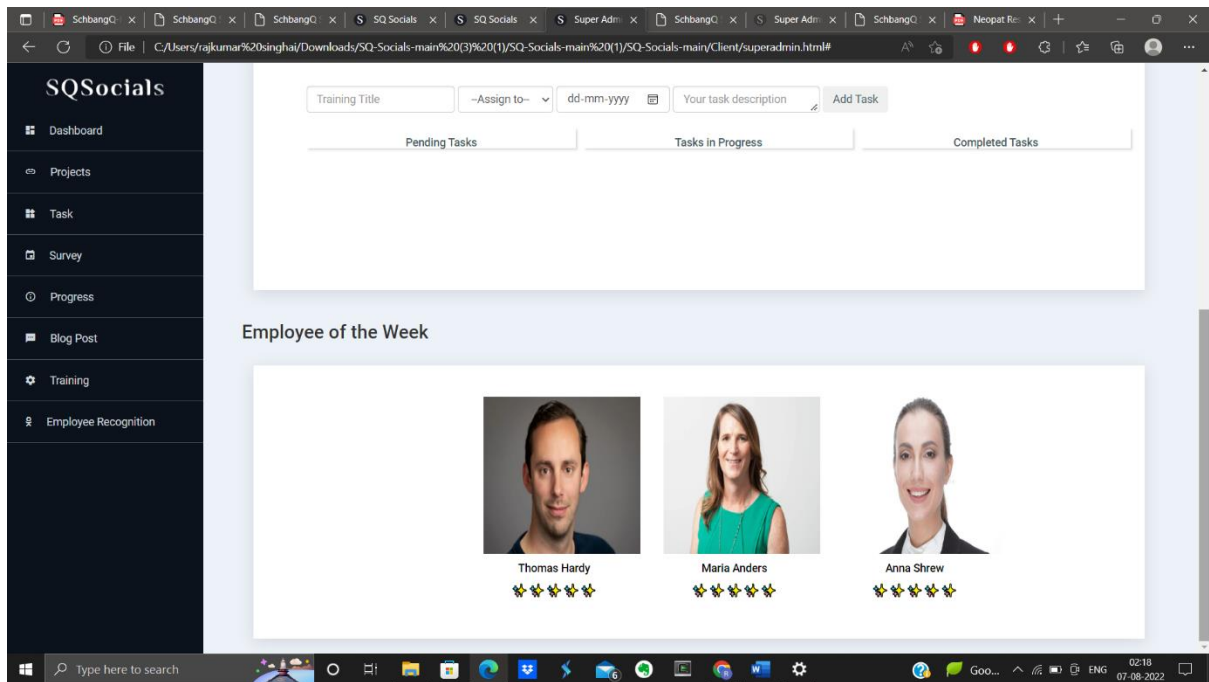 SchbangQ-
SchbangQ
SchbangQ
SQ Socials
SQ Socials
Super Adm
SchbangQ
Super Adm
SchbangQ
Neopat Res
File | C:/Users/rajkumar%20singhai/Downloads/SQ-Socials-main%20(3)%20(1)/SQ-Socials-main%20(1)/SQ-Socials-main/Client/superadmin.html#
SQSocials
Dashboard
Projects
Task
Survey
Progress
Blog Post
Training
Employee Recognition
Training Title --Assign to-- dd-mm-yyyy Your task description Add Task
Pending Tasks Tasks in Progress Completed Tasks
Employee of the Week
Thomas Hardy Maria Anders Anna Shrew
Type here to search
6
Goo...
ENG
02:18
07-08-2022